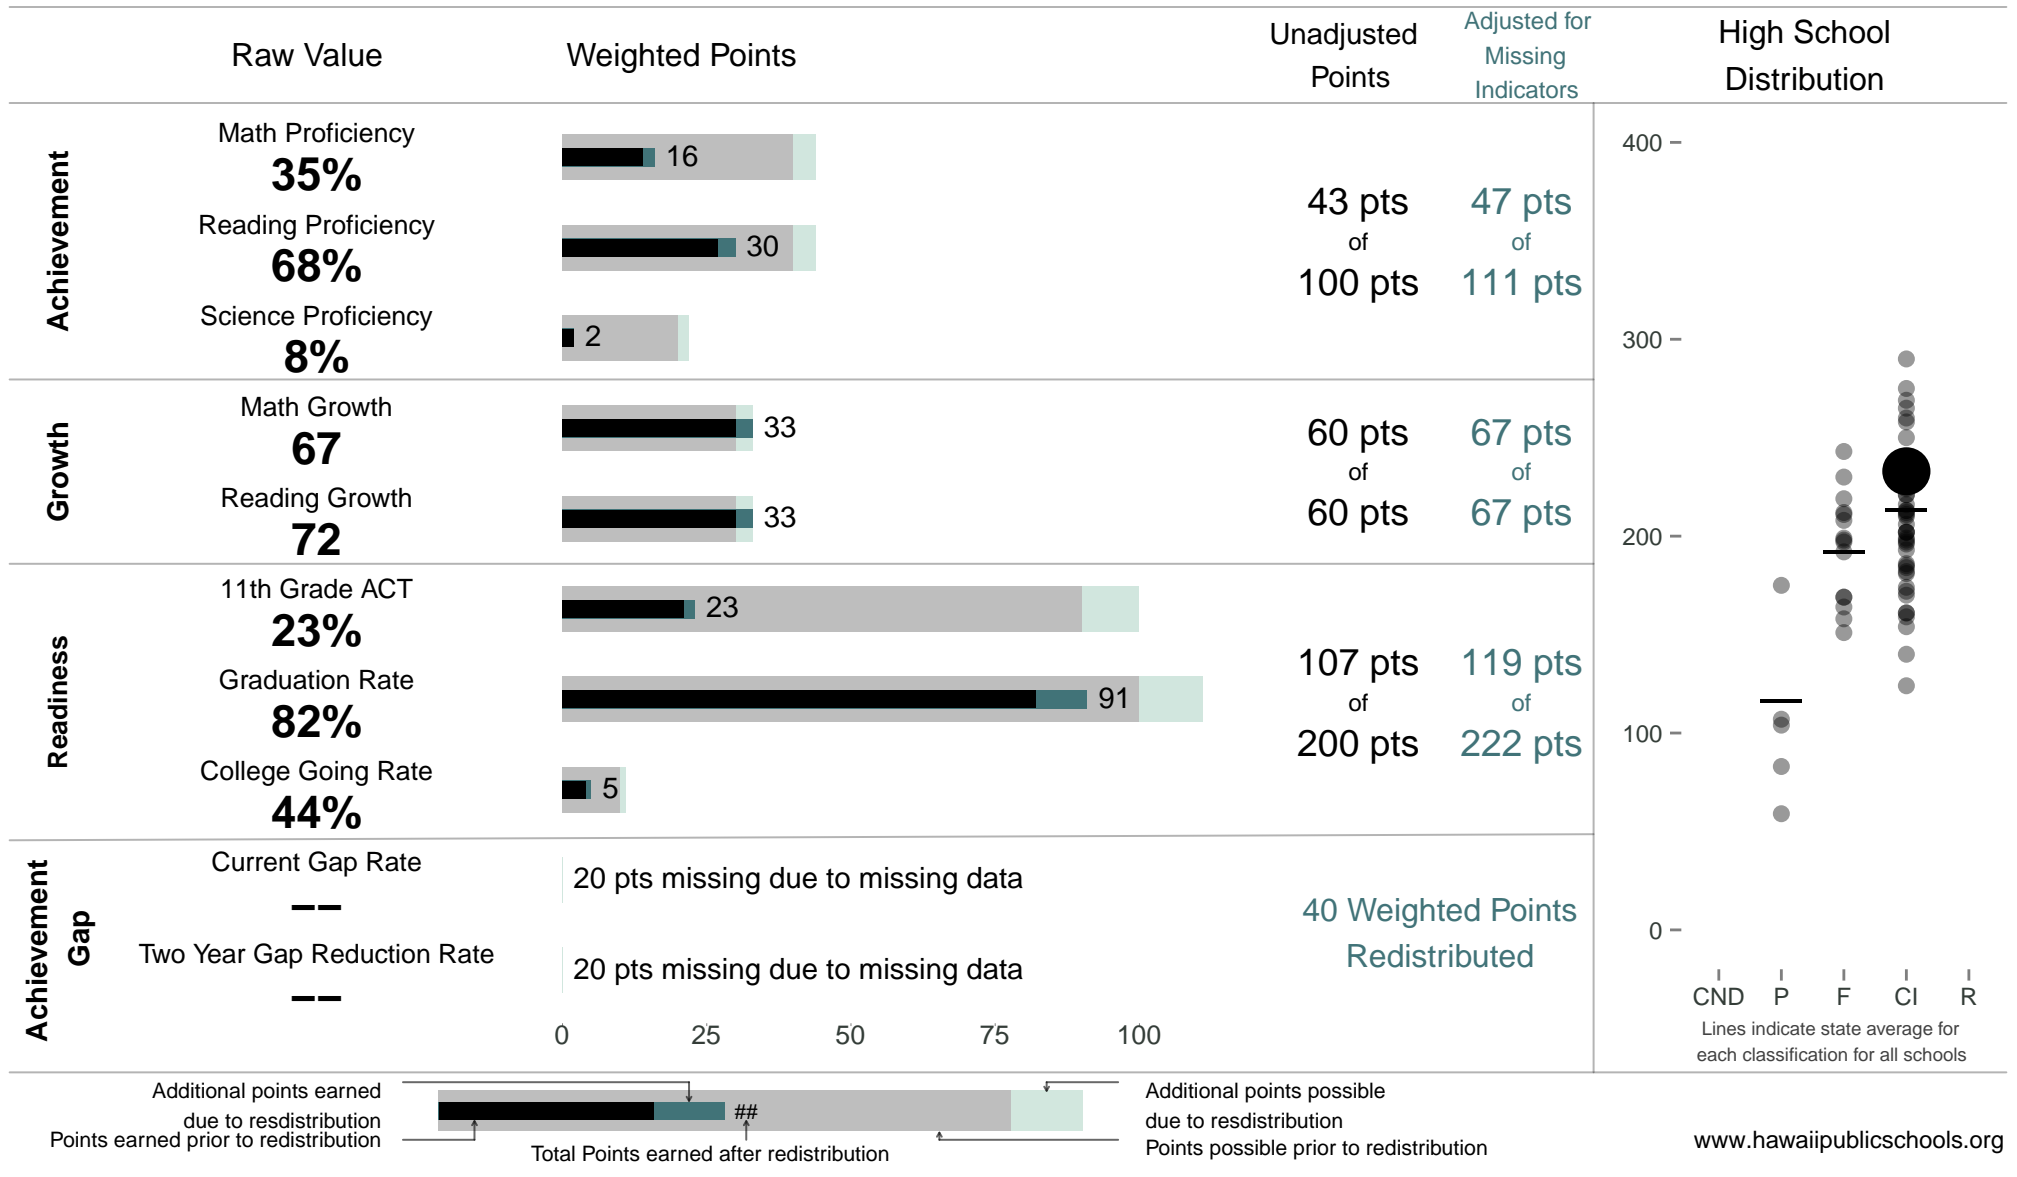 Raw Value
Weighted Points
Unadjusted
Points
Adjusted for
Missing
Indicators
High School
Distribution
Achievement
Math Proficiency
35%
16
Reading Proficiency
68%
30
Science Proficiency
8%
2
43 pts
of
100 pts
47 pts
of
111 pts
Growth
Math Growth
67
33
Reading Growth
72
33
60 pts
of
60 pts
67 pts
of
67 pts
Readiness
11th Grade ACT
23%
23
Graduation Rate
82%
91
College Going Rate
44%
5
107 pts
of
200 pts
119 pts
of
222 pts
Achievement
Gap
Current Gap Rate
––
20 pts missing due to missing data
Two Year Gap Reduction Rate
––
20 pts missing due to missing data
40 Weighted Points
Redistributed
0 25 50 75 100
400
300
200
100
0
CND P F CI R
Lines indicate state average for
each classification for all schools
Additional points earned
due to resdistribution
Points earned prior to redistribution
##
Total Points earned after redistribution
Additional points possible
due to resdistribution
Points possible prior to redistribution
www.hawaiipublicschools.org